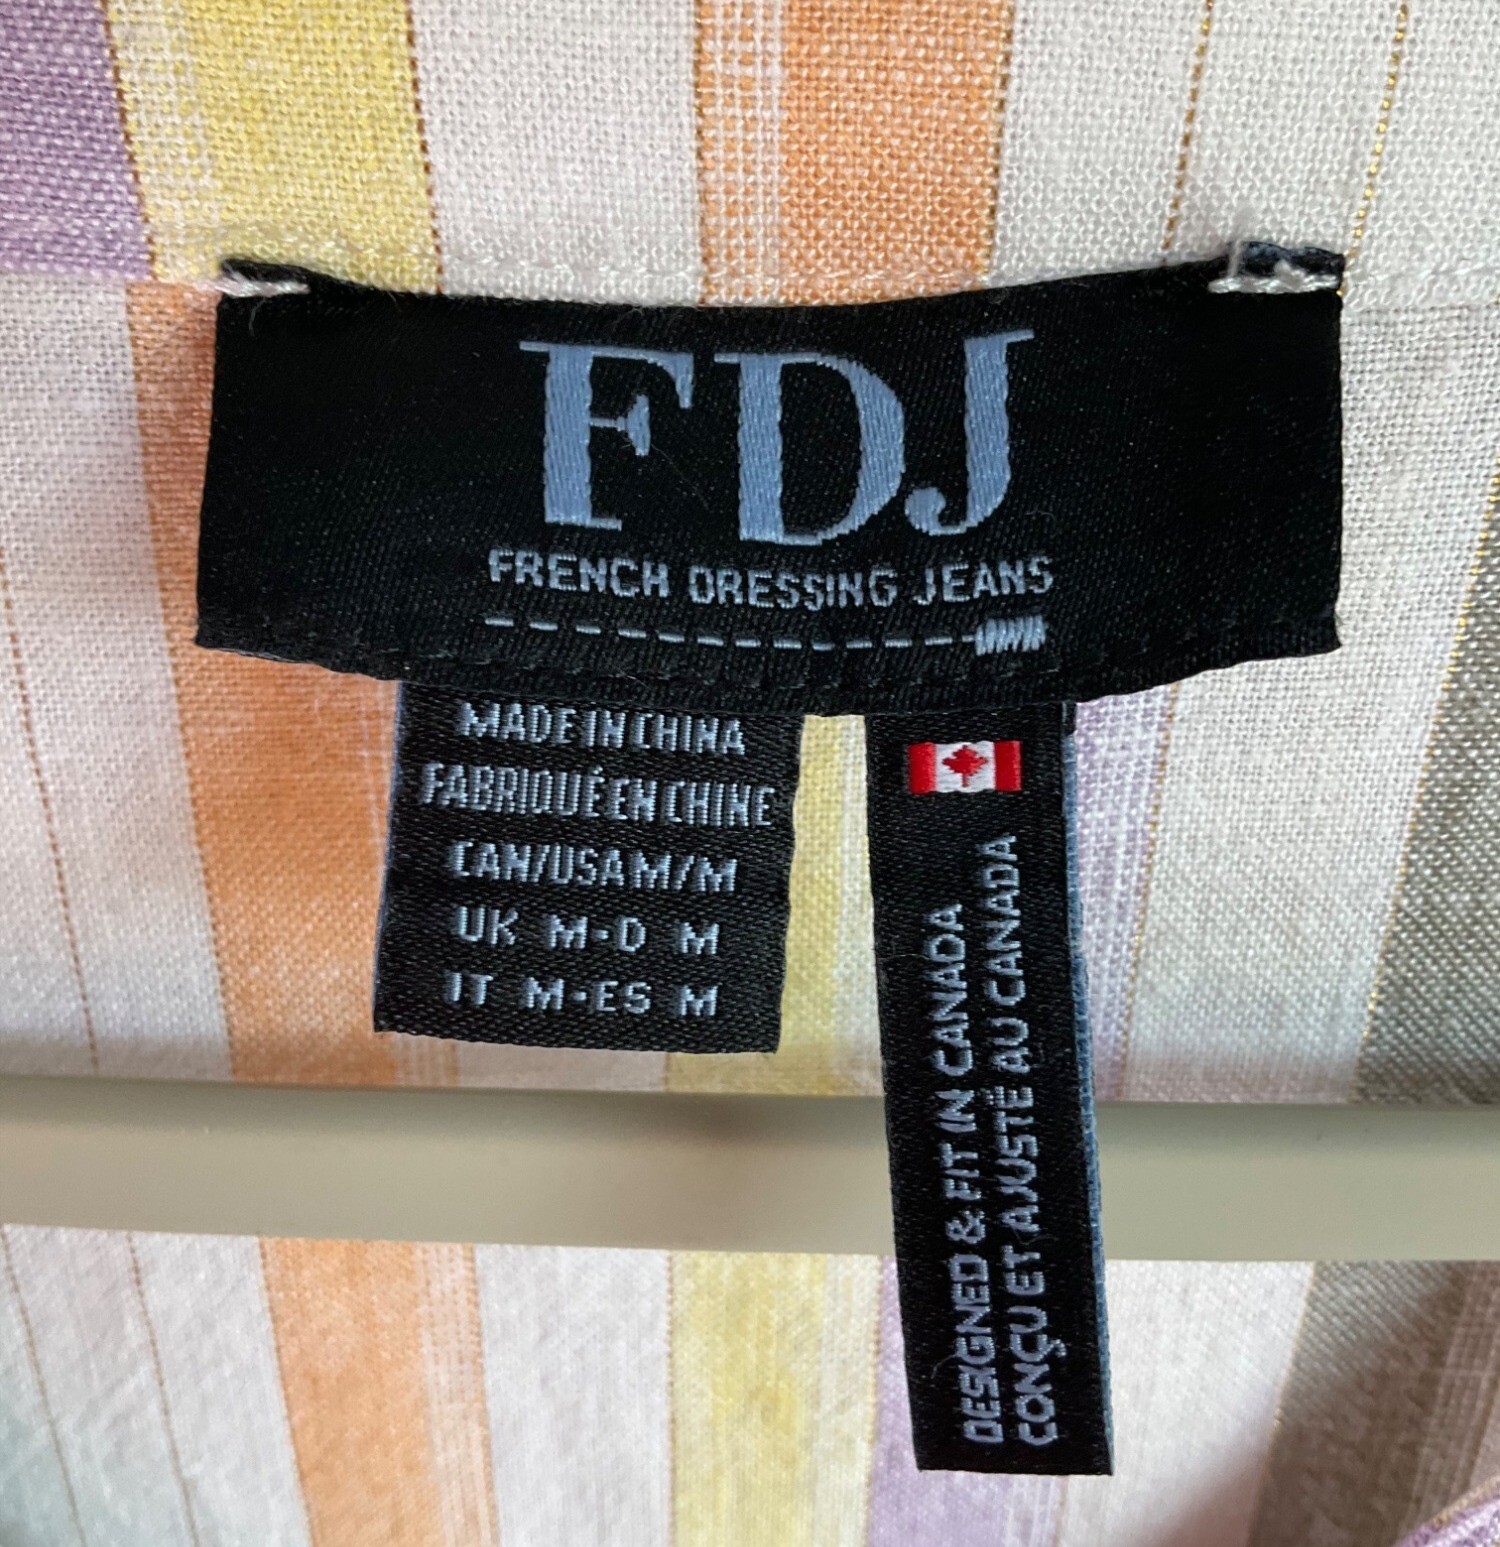 FDJ
FRENCH DRESSING JEANS
MADE IN CHINA
FABRIQUÉ EN CHINE
CAN/USA M/M
UK M-D M
IT M-ES M
DESIGNED & FIT IN CANADA
CONÇU ET AJUSTÉ AU CANADA